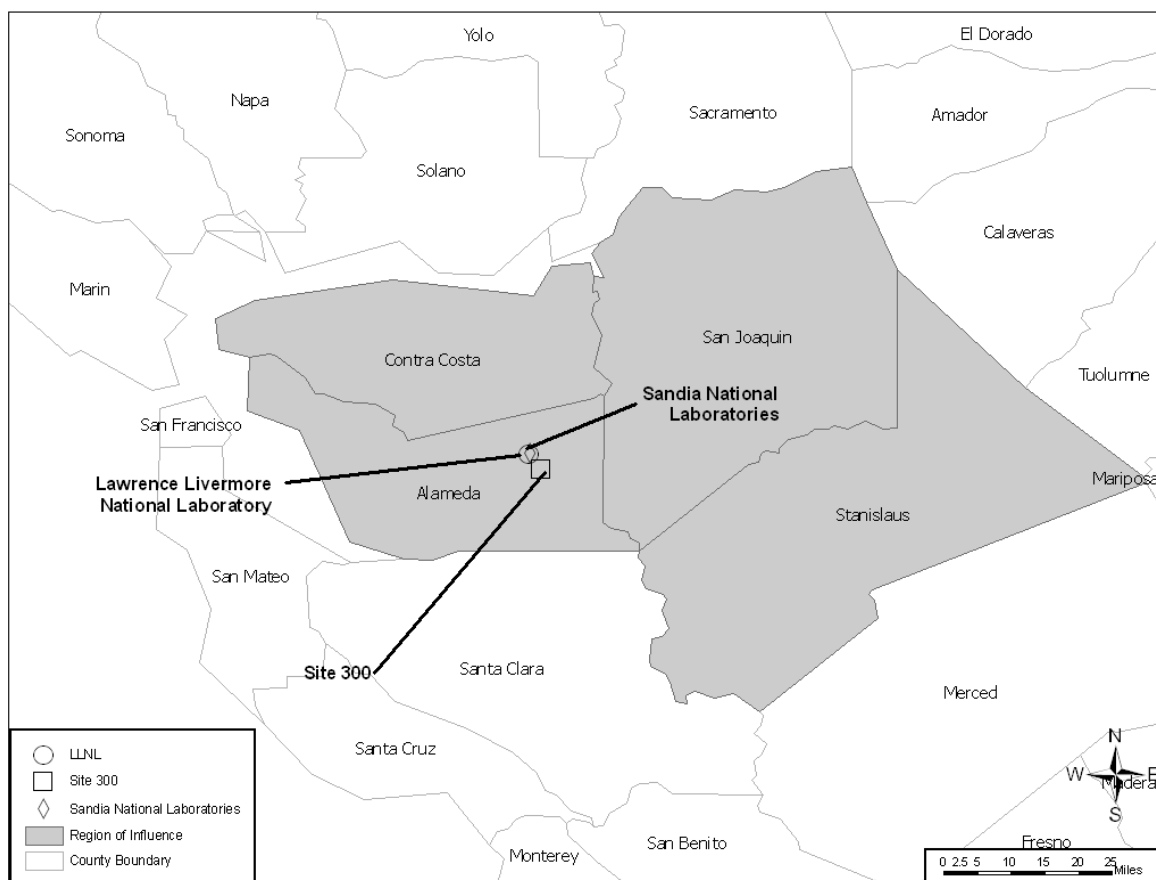 Yolo
El Dorado
Napa
Sacramento
Amador
Sonoma
Solano
Calaveras
Marin
San Joaquin
Contra Costa
Tuolumne
Sandia National
Laboratories
San Francisco
Mariposa
Lawrence Livermore
National Laboratory
Alameda
Stanislaus
San Mateo
Site 300
Santa Clara
Merced
Santa Cruz
N
W
E
S
Madera
San Benito
Fresno
Monterey
LLNL
Site 300
Sandia National Laboratories
Region of Influence
County Boundary
0 2.5 5 10 15 20 25
Miles